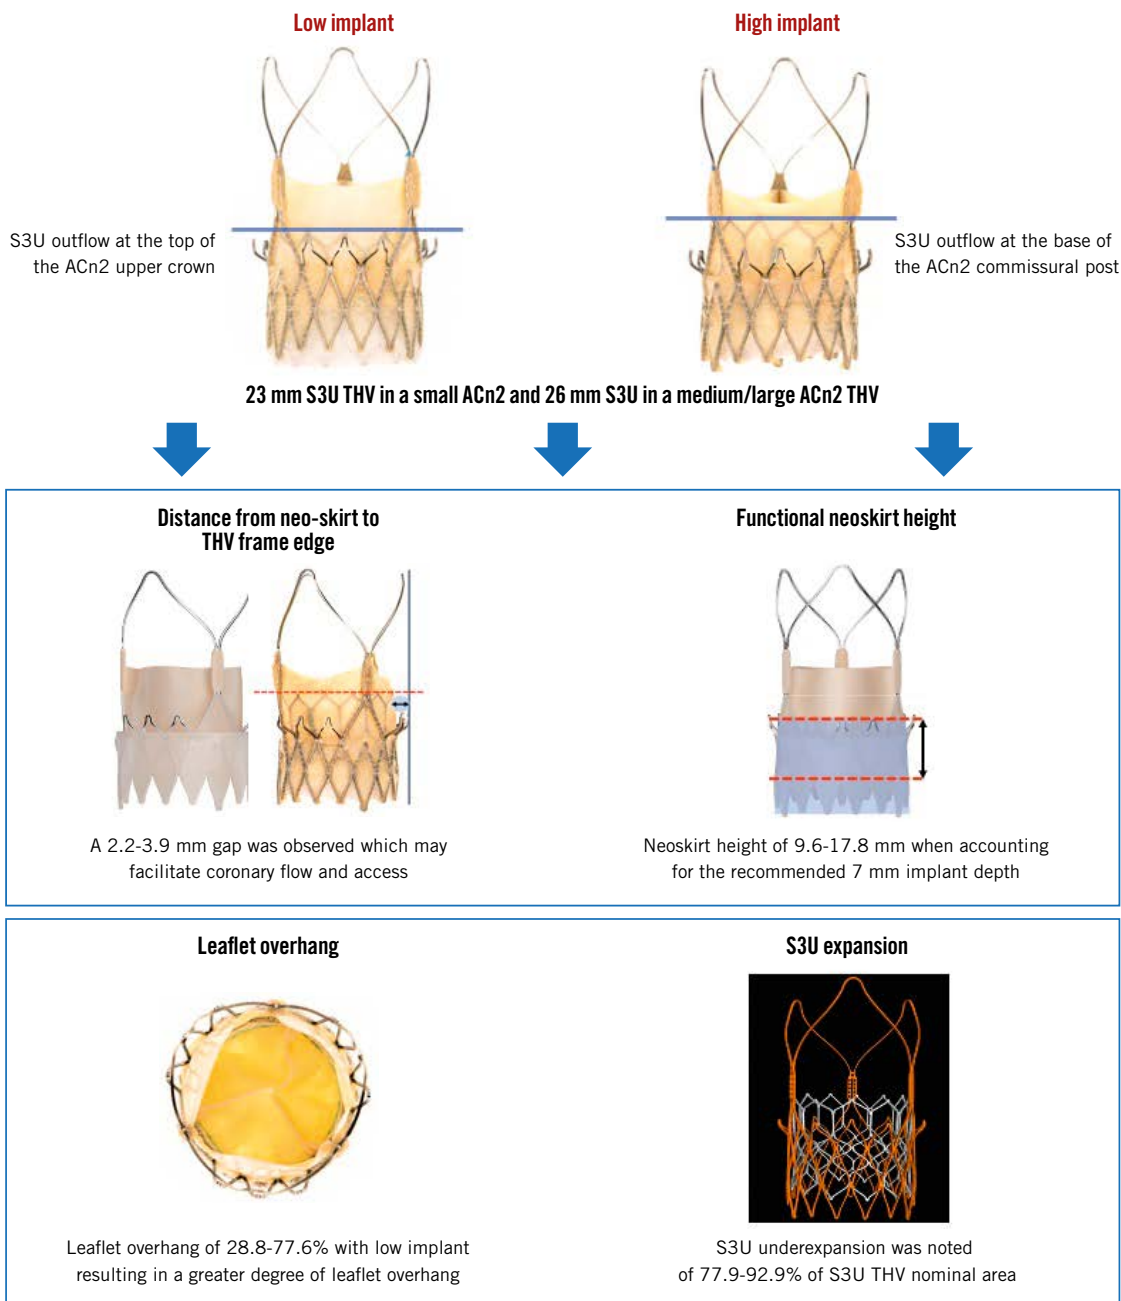 Low implant
High implant
S3U outflow at the top of
the ACn2 upper crown
S3U outflow at the base of
the ACn2 commissural post
23 mm S3U THV in a small ACn2 and 26 mm S3U in a medium/large ACn2 THV
Distance from neo-skirt to
THV frame edge
A 2.2-3.9 mm gap was observed which may
facilitate coronary flow and access
Functional neoskirt height
Neoskirt height of 9.6-17.8 mm when accounting
for the recommended 7 mm implant depth
Leaflet overhang
Leaflet overhang of 28.8-77.6% with low implant
resulting in a greater degree of leaflet overhang
S3U expansion
S3U underexpansion was noted
of 77.9-92.9% of S3U THV nominal area